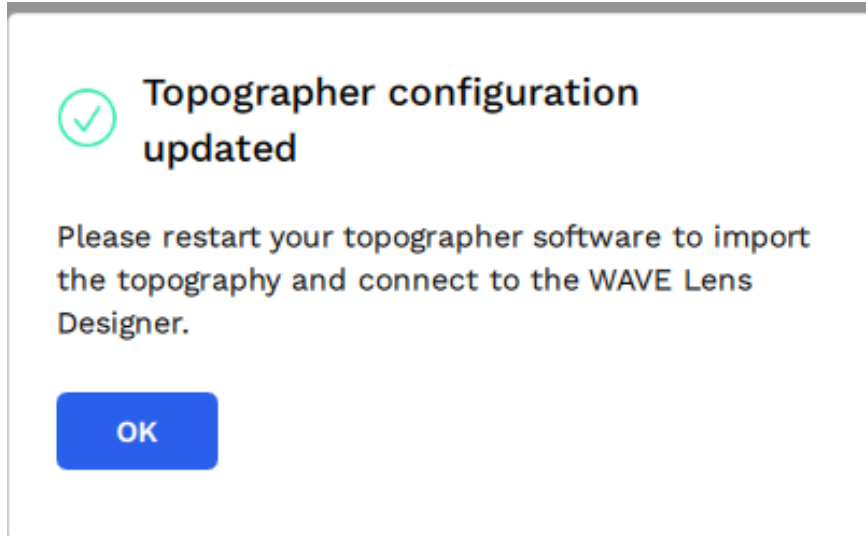 Topographer configuration
updated
Please restart your topographer software to import
the topography and connect to the WAVE Lens
Designer.
OK